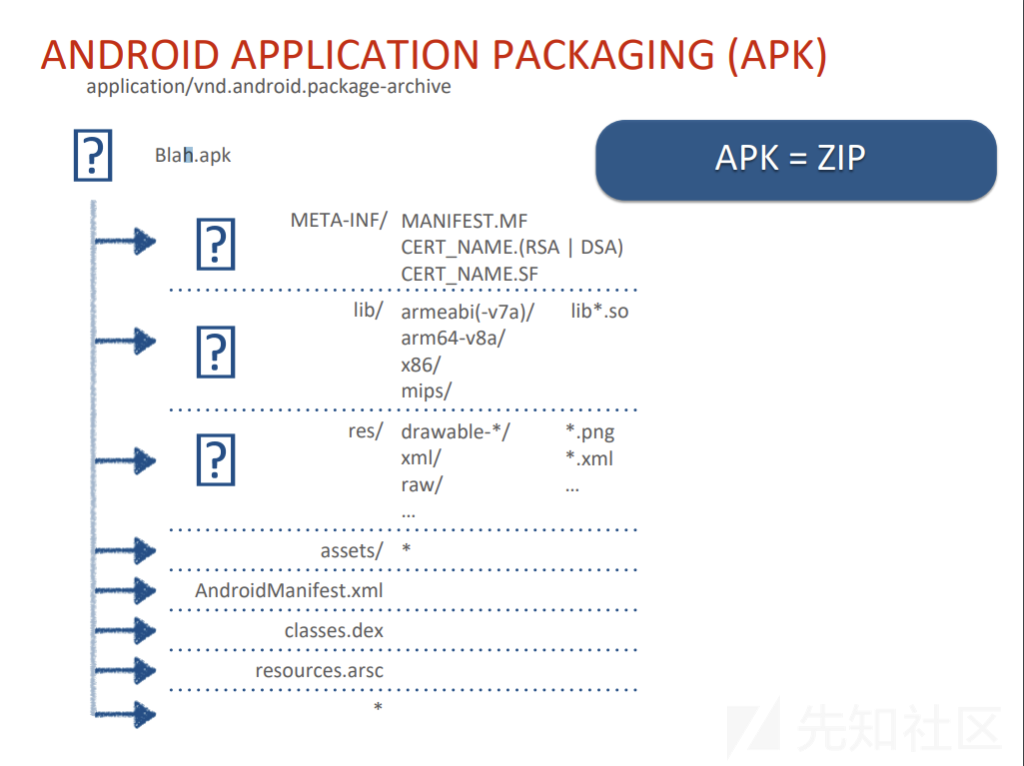 ANDROID APPLICATION PACKAGING (APK)
application/vnd.android.package-archive
Blah.apk
APK = ZIP
META-INF/ MANIFEST.MF
CERT_NAME.(RSA | DSA)
CERT_NAME.SF
lib/ armeabi(-v7a)/ lib*.so
arm64-v8a/
x86/
mips/
res/ drawable-*/ *.png
xml/ *.xml
raw/ ...
...
assets/ *
AndroidManifest.xml
classes.dex
resources.arsc
*
先知社区